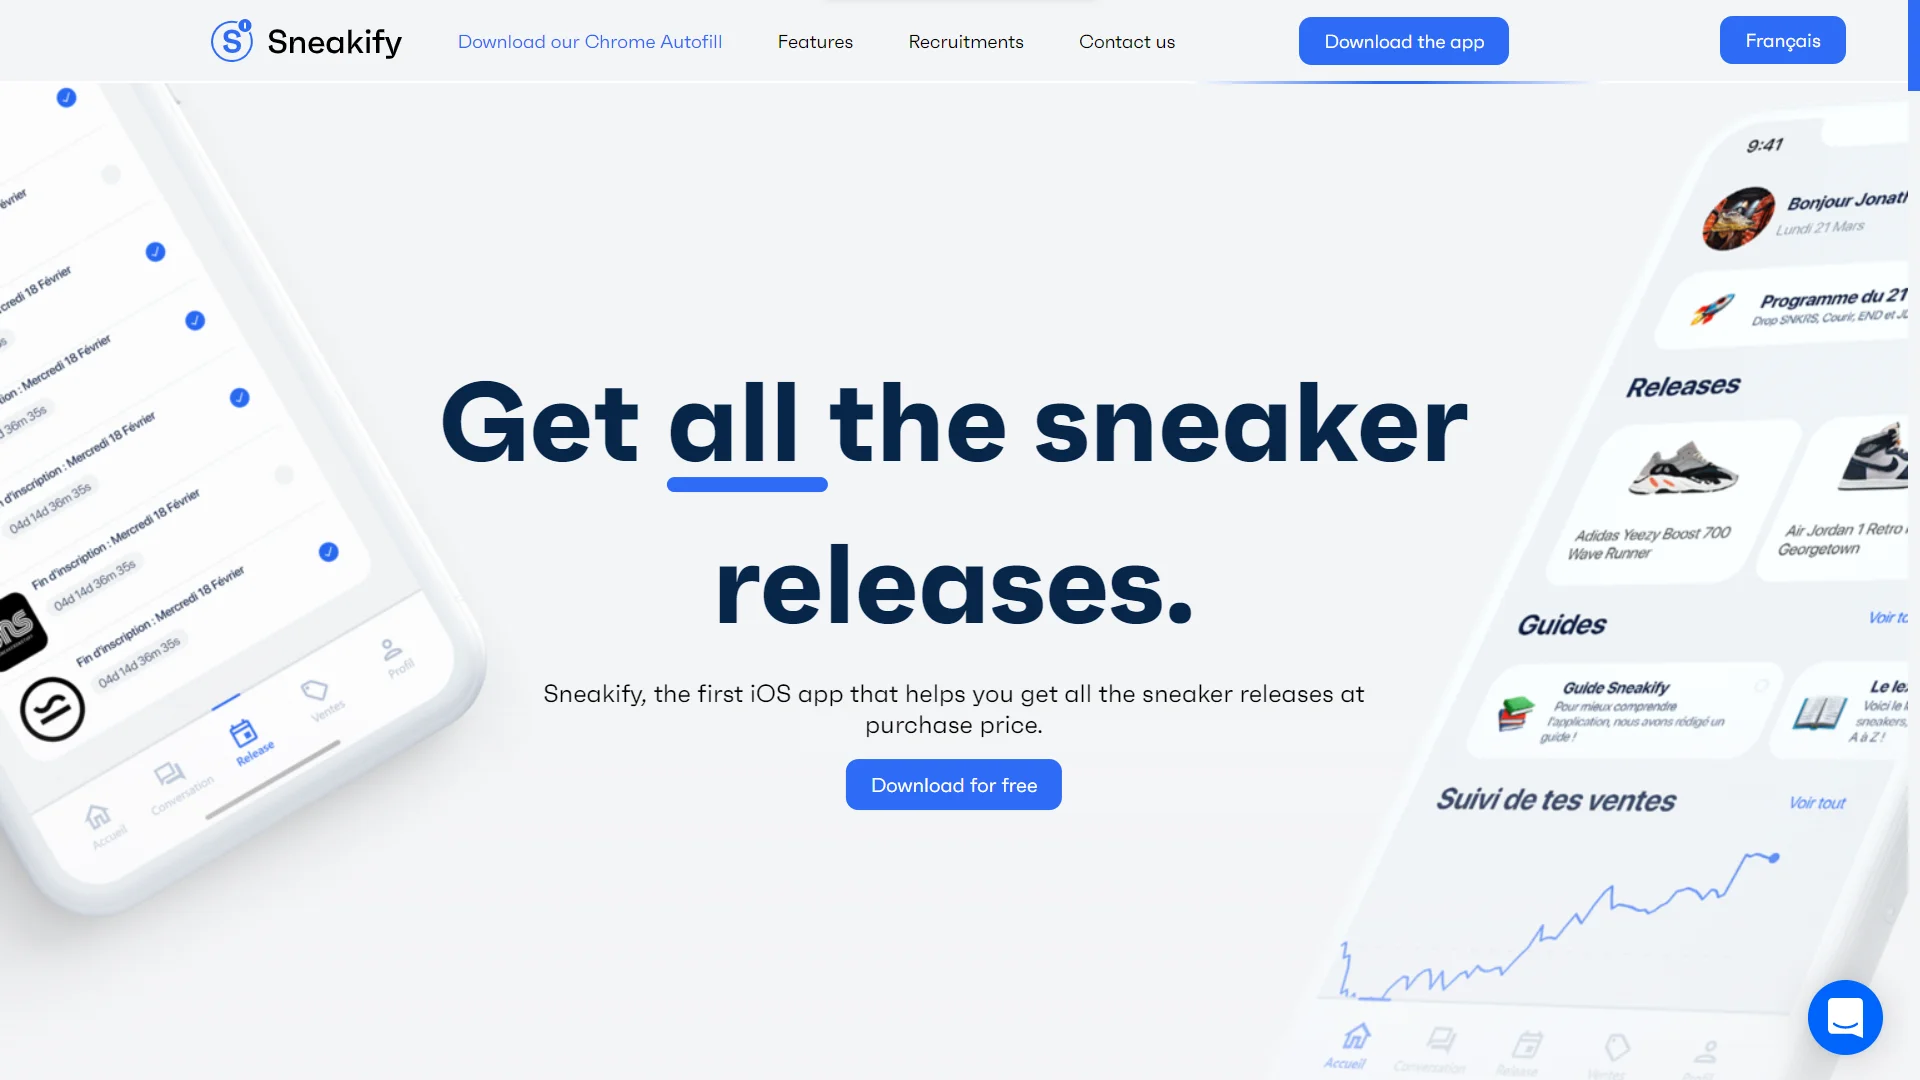 Sneakify
Download our Chrome Autofill
Features
Recruitments
Contact us
Download the app
Français
Get all the sneaker
releases.
Sneakify, the first iOS app that helps you get all the sneaker releases at
purchase price.
Download for free
credi 18 Février
Mercredi 18 Février
36m 35s
n d'inscription : Mercredi 18 Février
04d 14d 36m 35s
Fin d'inscription : Mercredi 18 Février
04d 14d 36m 35s
Fin d'inscription : Mercredi 18 Février
04d 14d 36m 35s
Accueil
Conversation
Release
Ventes
Profil
9:41
Bonjour Jonath
Lundi 21 Mars
Programme du 21
Drop SNKRS, Courir, END et JD
Releases
Adidas Yeezy Boost 700
Wave Runner
Air Jordan 1 Retro
Georgetown
Guides
Voir to
Guide Sneakify
Pour mieux comprendre
l'application, nous avons rédigé un
guide !
Le le
Voici le
sneakers,
A à Z !
Suivi de tes ventes
Voir tout
Accueil
Conversation
Release
Ventes
Profil